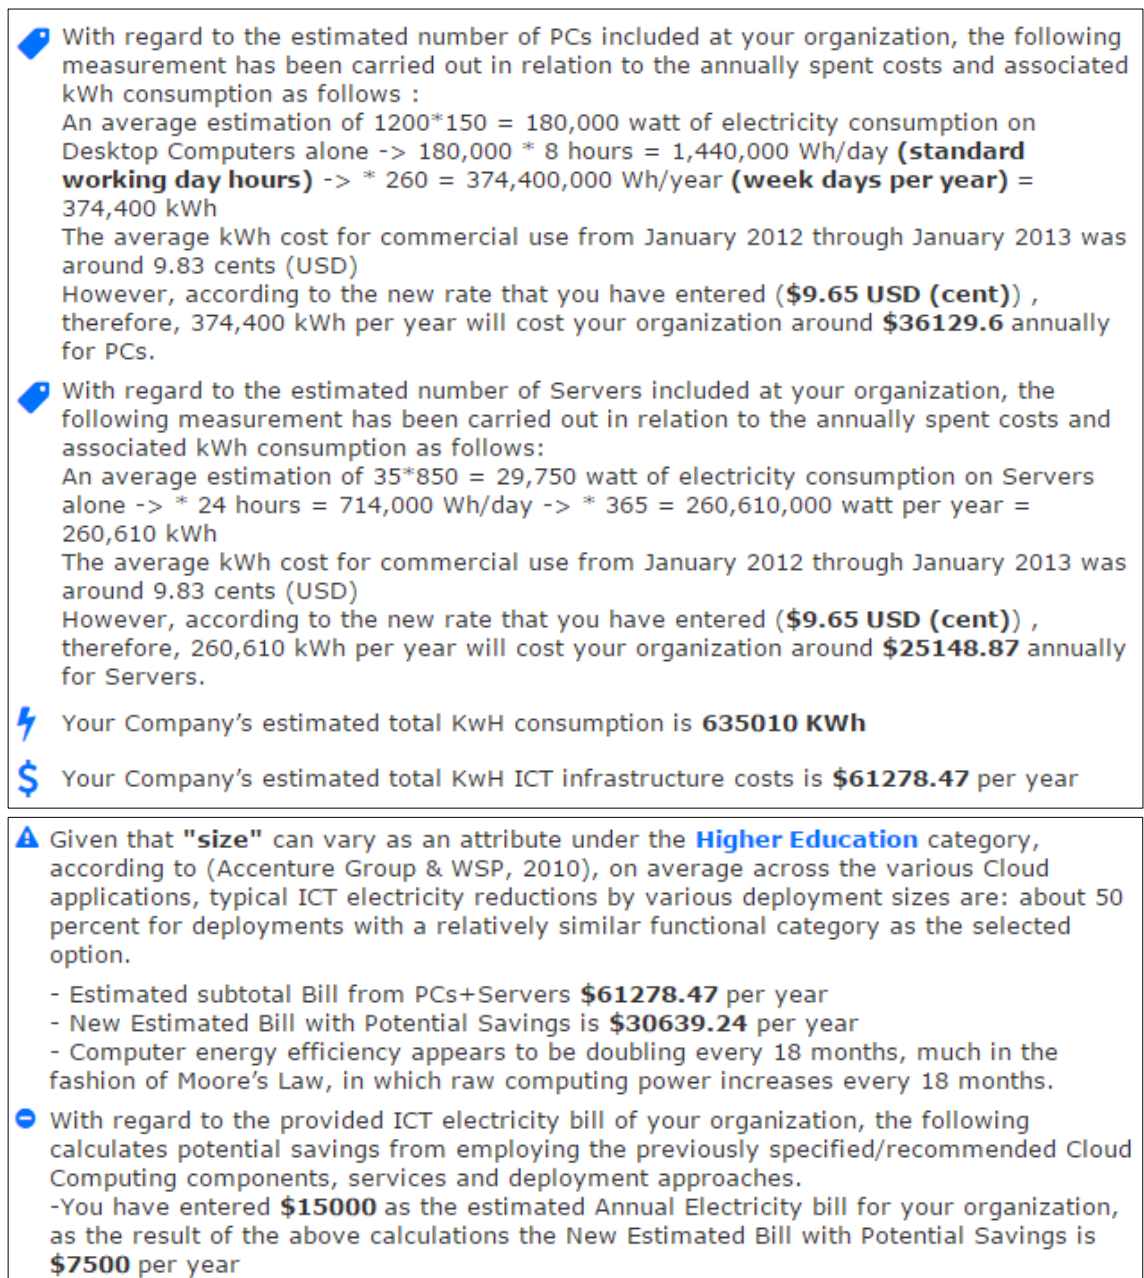 With regard to the estimated number of PCs included at your organization, the following
measurement has been carried out in relation to the annually spent costs and associated
kWh consumption as follows :
An average estimation of 1200*150 = 180,000 watt of electricity consumption on
Desktop Computers alone -> 180,000 * 8 hours = 1,440,000 Wh/day (standard
working day hours) -> * 260 = 374,400,000 Wh/year (week days per year) =
374,400 kWh
The average kWh cost for commercial use from January 2012 through January 2013 was
around 9.83 cents (USD)
However, according to the new rate that you have entered ($9.65 USD (cent)) ,
therefore, 374,400 kWh per year will cost your organization around $36129.6 annually
for PCs.
With regard to the estimated number of Servers included at your organization, the
following measurement has been carried out in relation to the annually spent costs and
associated kWh consumption as follows:
An average estimation of 35*850 = 29,750 watt of electricity consumption on Servers
alone -> * 24 hours = 714,000 Wh/day -> * 365 = 260,610,000 watt per year =
260,610 kWh
The average kWh cost for commercial use from January 2012 through January 2013 was
around 9.83 cents (USD)
However, according to the new rate that you have entered ($9.65 USD (cent)) ,
therefore, 260,610 kWh per year will cost your organization around $25148.87 annually
for Servers.
Your Company's estimated total KwH consumption is 635010 KWh
Your Company's estimated total KwH ICT infrastructure costs is $61278.47 per year
Given that "size" can vary as an attribute under the Higher Education category,
according to (Accenture Group & WSP, 2010), on average across the various Cloud
applications, typical ICT electricity reductions by various deployment sizes are: about 50
percent for deployments with a relatively similar functional category as the selected
option.
- Estimated subtotal Bill from PCs+Servers $61278.47 per year
- New Estimated Bill with Potential Savings is $30639.24 per year
- Computer energy efficiency appears to be doubling every 18 months, much in the
fashion of Moore's Law, in which raw computing power increases every 18 months.
With regard to the provided ICT electricity bill of your organization, the following
calculates potential savings from employing the previously specified/recommended Cloud
Computing components, services and deployment approaches.
-You have entered $15000 as the estimated Annual Electricity bill for your organization,
as the result of the above calculations the New Estimated Bill with Potential Savings is
$7500 per year